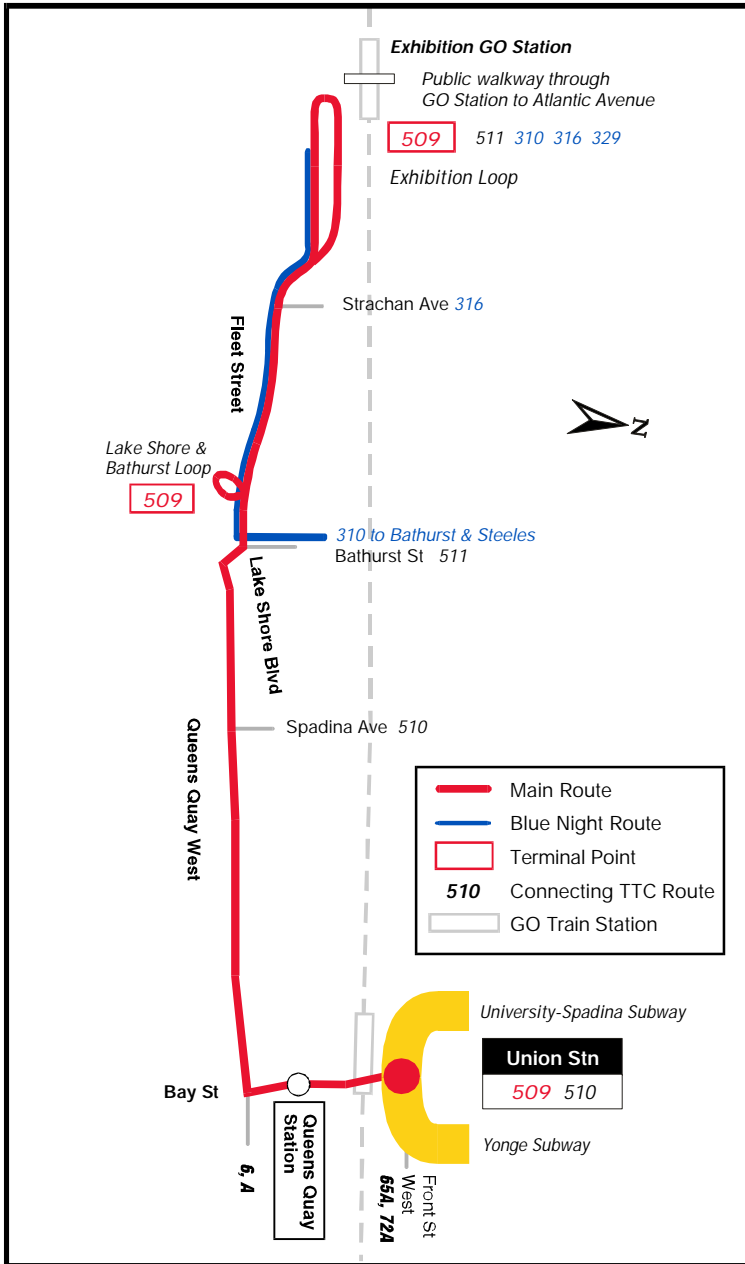 Exhibition GO Station
Public walkway through
GO Station to Atlantic Avenue
509 511 310 316 329
Exhibition Loop
Strachan Ave 316
Fleet Street
N
Lake Shore &
Bathurst Loop
509
310 to Bathurst & Steeles
Bathurst St 511
Lake Shore Blvd
Spadina Ave 510
Queens Quay West
Main Route
Blue Night Route
Terminal Point
510 Connecting TTC Route
GO Train Station
University-Spadina Subway
Union Stn
509 510
Yonge Subway
Bay St
Queens Quay
Station
6, A
Front St
West
65A, 72A